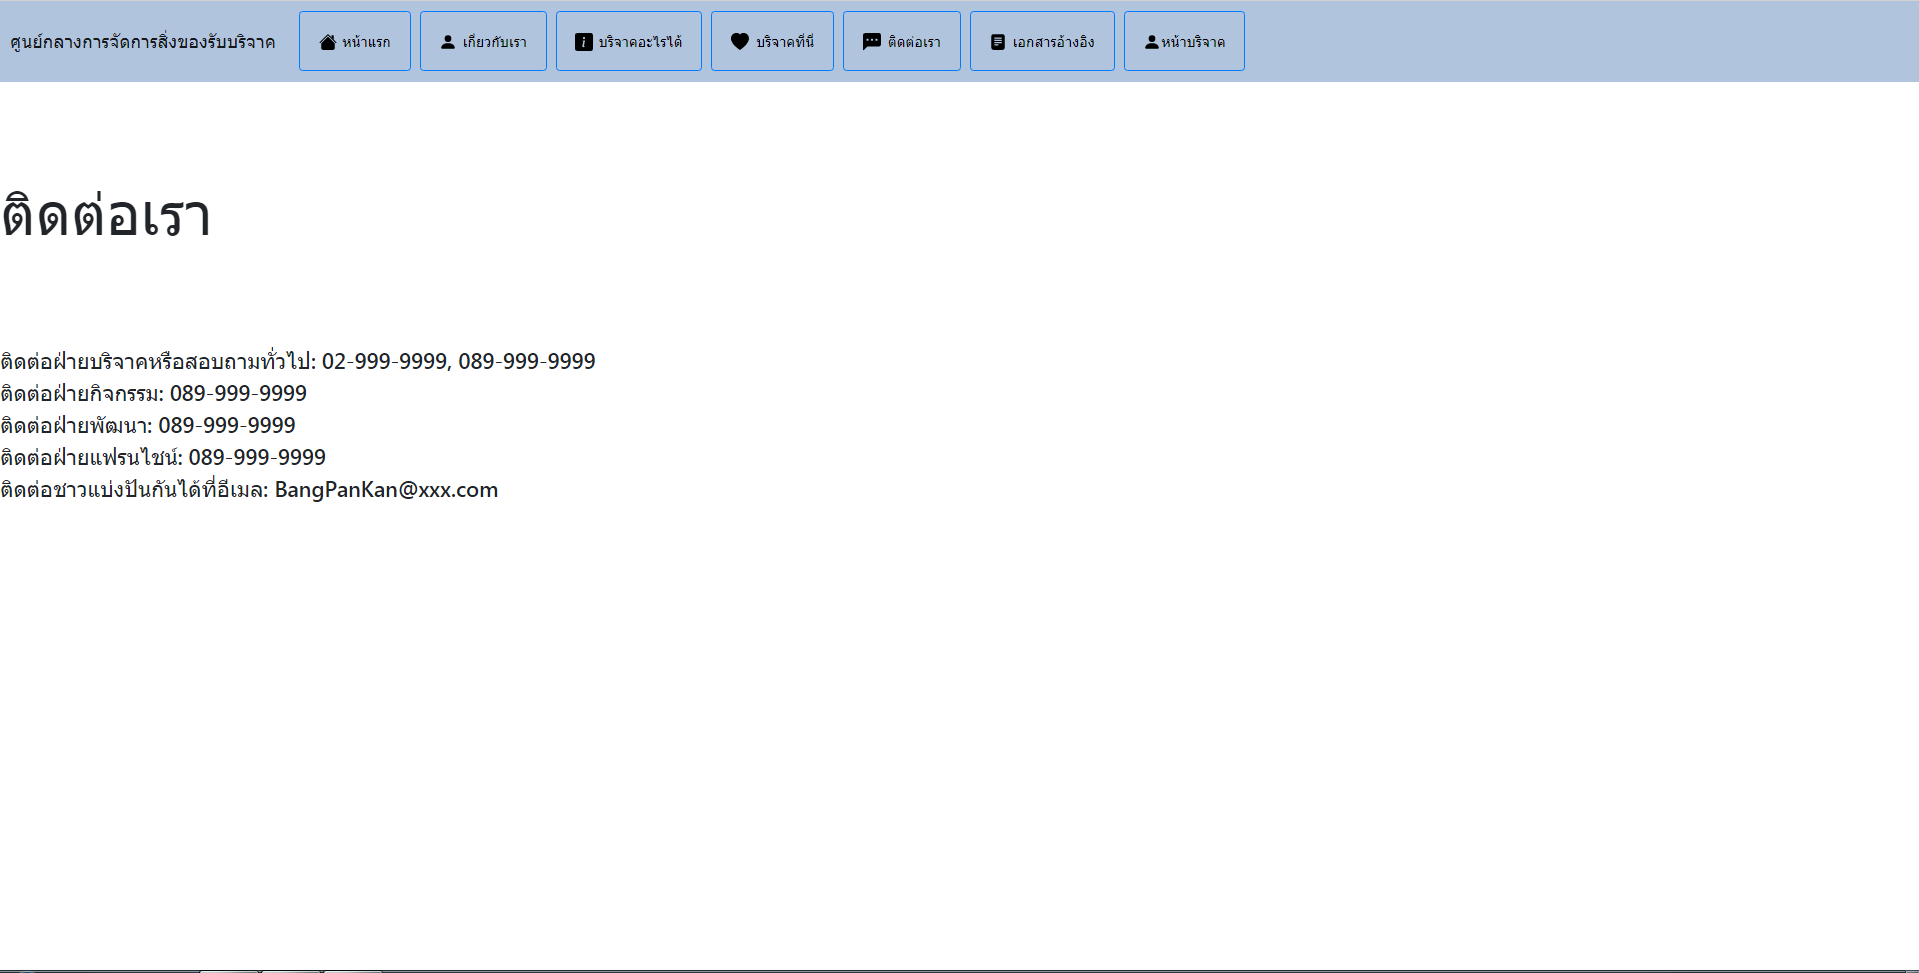 ศูนย์กลางการจัดการสิ่งของรับบริจาค
หน้าแรก
เกี่ยวกับเรา
บริจาคอะไรได้
บริจาคที่นี่
ติดต่อเรา
เอกสารอ้างอิง
หน้าบริจาค
ติดต่อเรา
ติดต่อฝ่ายบริจาคหรือสอบถามทั่วไป: 02-999-9999, 089-999-9999
ติดต่อฝ่ายกิจกรรม: 089-999-9999
ติดต่อฝ่ายพัฒนา: 089-999-9999
ติดต่อฝ่ายแฟรนไชน์: 089-999-9999
ติดต่อชาวแบ่งปันกันได้ที่อีเมล: BangPanKan@xxx.com